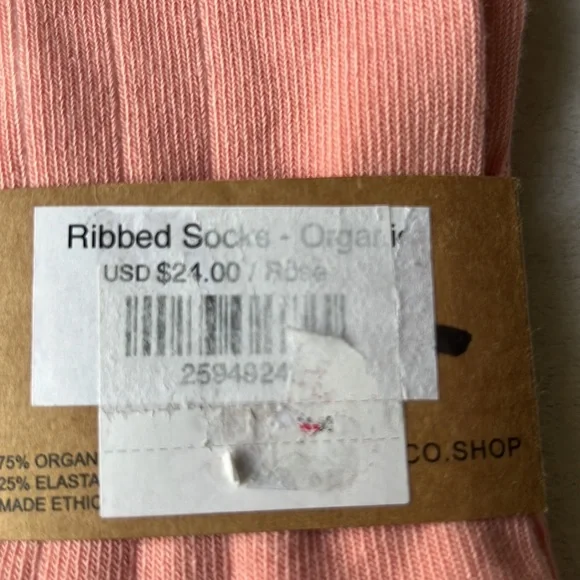 Ribbed Socks - Organic
USD $24.00 / Rose
2594824
CO.SHOP
75% ORGAN
25% ELASTA
MADE ETHIC